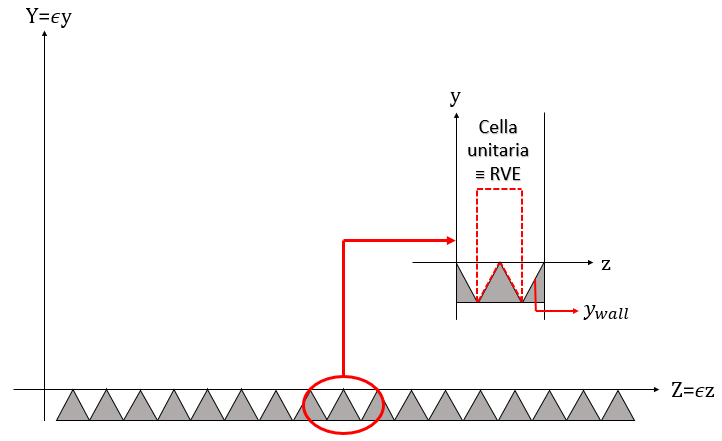 Y=ϵy
y
Cella
unitaria
≡ RVE
z
y_wall
Z=ϵz